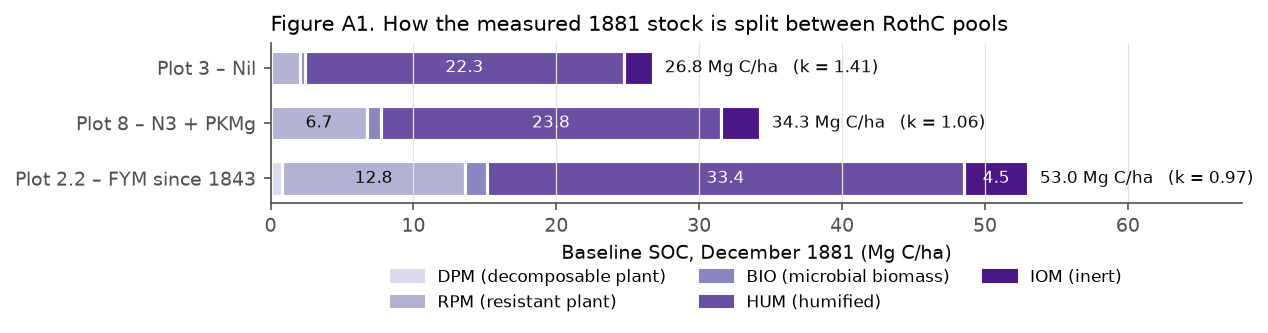 Figure A1. How the measured 1881 stock is split between RothC pools
Plot 3 – Nil
22.3
26.8 Mg C/ha (k = 1.41)
Plot 8 – N3 + PKMg
6.7
23.8
34.3 Mg C/ha (k = 1.06)
Plot 2.2 – FYM since 1843
12.8
33.4
4.5
53.0 Mg C/ha (k = 0.97)
0 10 20 30 40 50 60
Baseline SOC, December 1881 (Mg C/ha)
DPM (decomposable plant)
RPM (resistant plant)
BIO (microbial biomass)
HUM (humified)
IOM (inert)